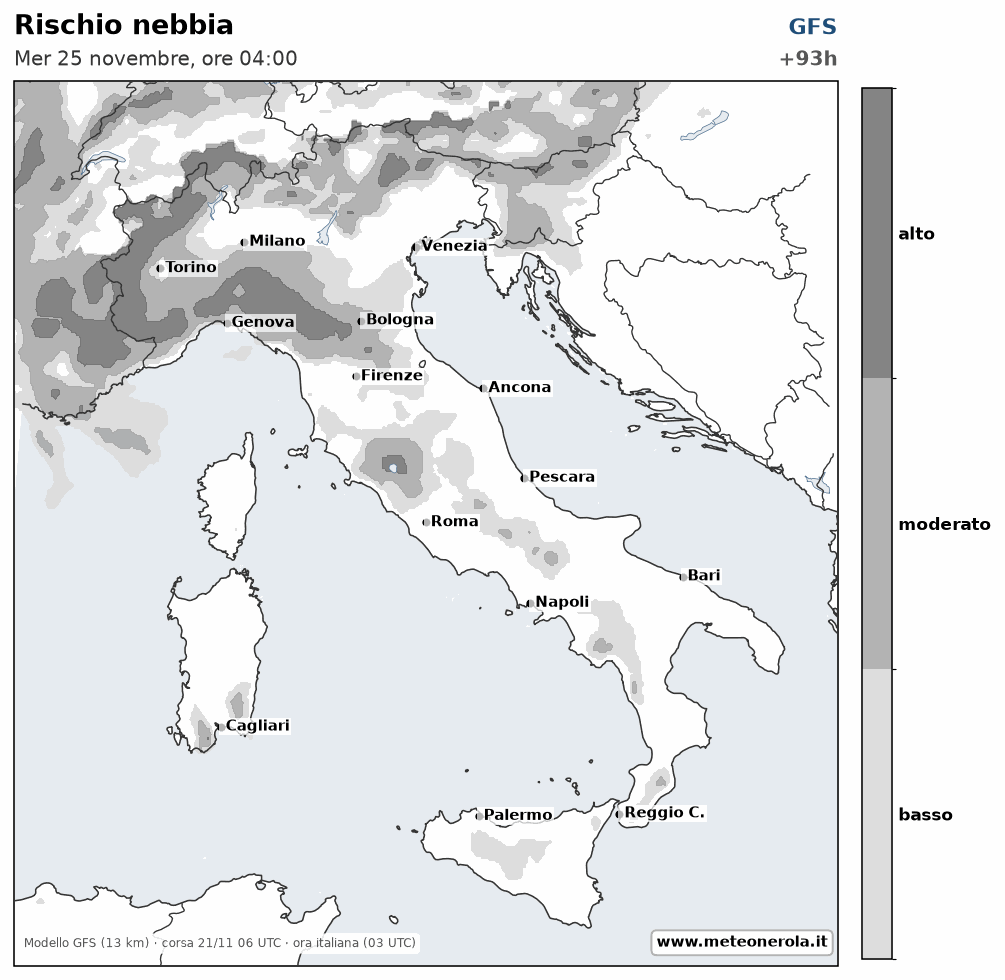 Rischio nebbia
GFS
Mer 25 novembre, ore 04:00
+93h
alto
moderato
basso
Milano
Venezia
Torino
Genova
Bologna
Firenze
Ancona
Pescara
Roma
Bari
Napoli
Cagliari
Palermo
Reggio C.
Modello GFS (13 km) · corsa 21/11 06 UTC · ora italiana (03 UTC)
www.meteonerola.it